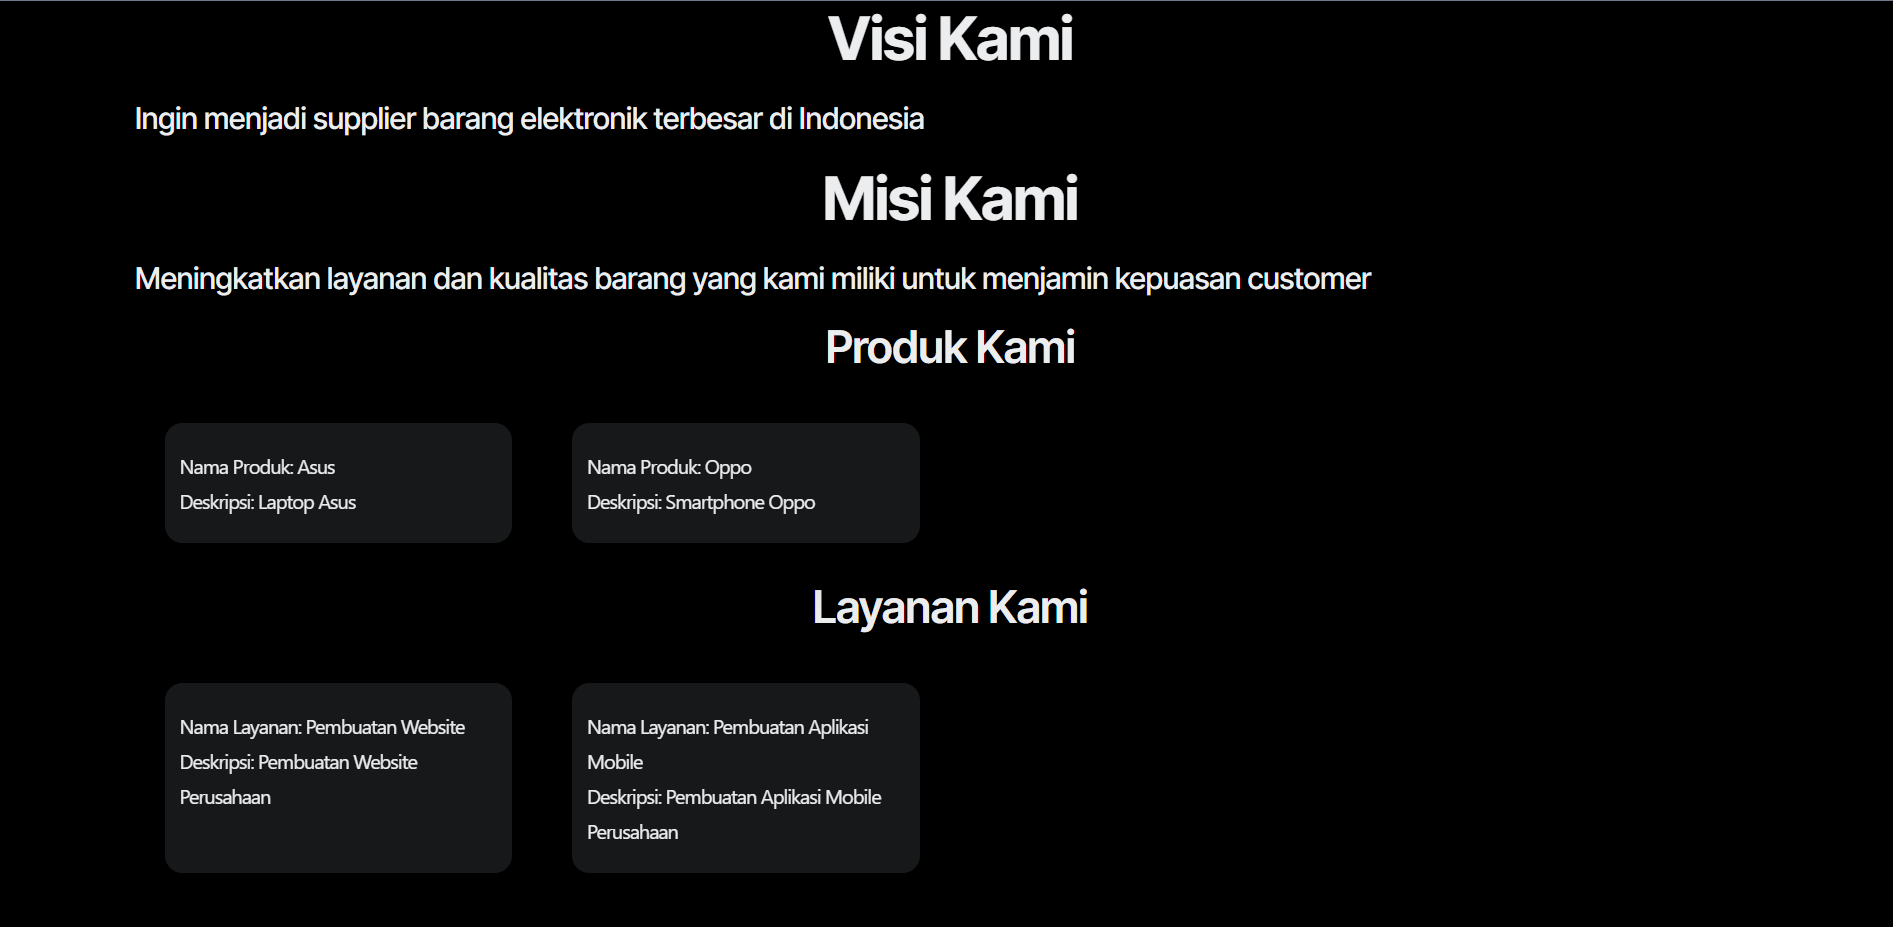 Visi Kami
Ingin menjadi supplier barang elektronik terbesar di Indonesia
Misi Kami
Meningkatkan layanan dan kualitas barang yang kami miliki untuk menjamin kepuasan customer
Produk Kami
Nama Produk: Asus
Deskripsi: Laptop Asus
Nama Produk: Oppo
Deskripsi: Smartphone Oppo
Layanan Kami
Nama Layanan: Pembuatan Website
Deskripsi: Pembuatan Website
Perusahaan
Nama Layanan: Pembuatan Aplikasi
Mobile
Deskripsi: Pembuatan Aplikasi Mobile
Perusahaan